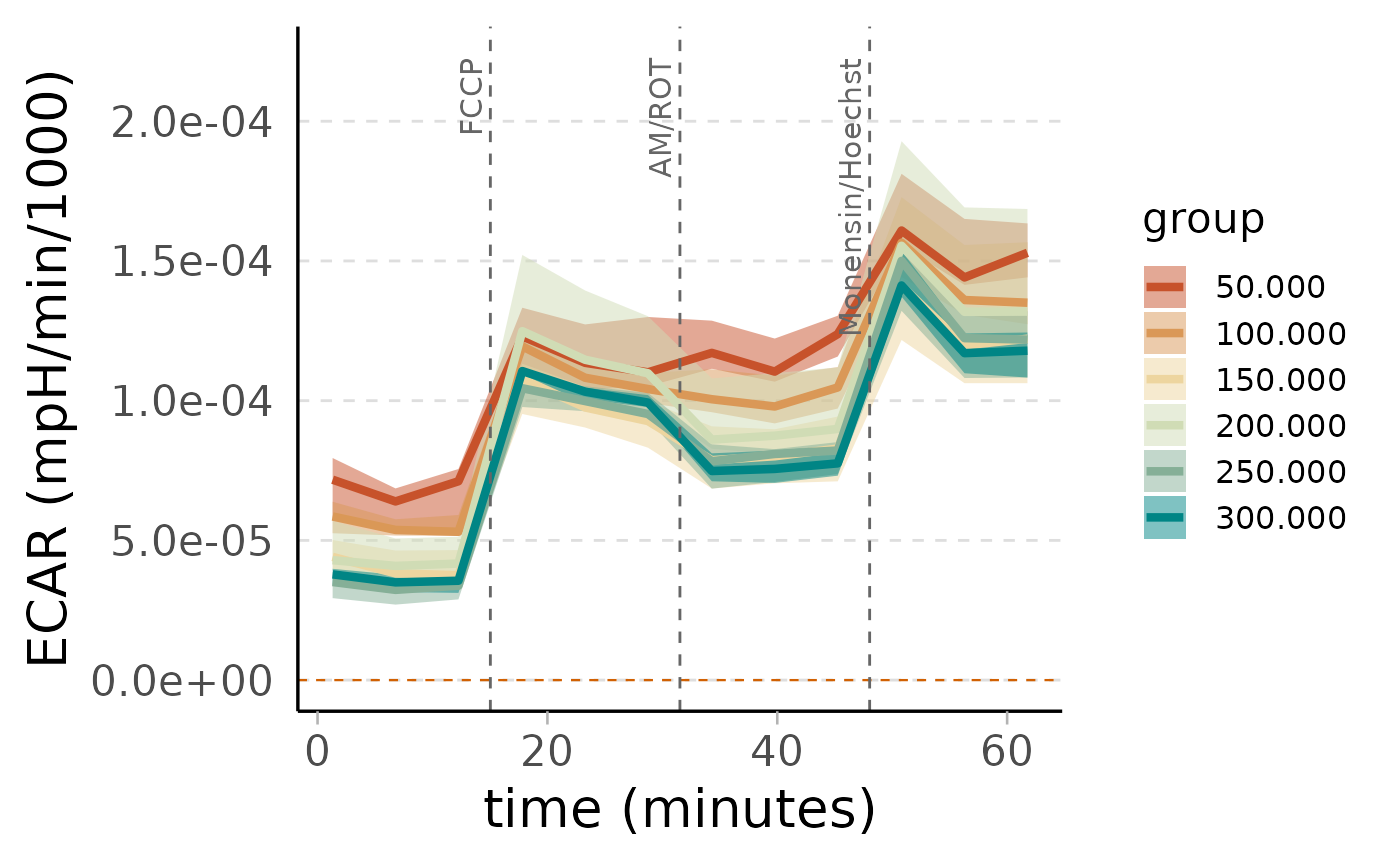 ECAR (mpH/min/1000)
2.0e-04
1.5e-04
1.0e-04
5.0e-05
0.0e+00
FCCP
AM/ROT
Monensin/Hoechst
0
20
40
60
time (minutes)
group
50.000
100.000
150.000
200.000
250.000
300.000